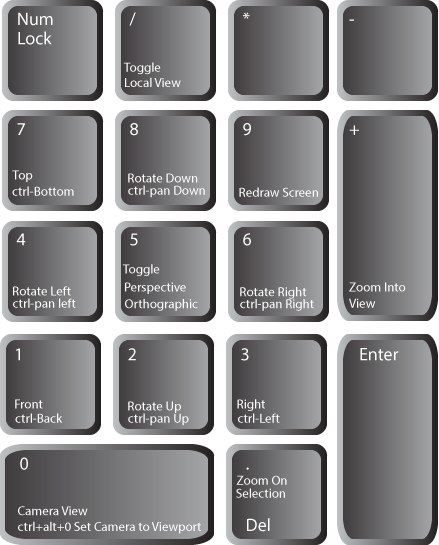 Num
Lock
/
Toggle
Local View
*
-
7
Top
ctrl-Bottom
8
Rotate Down
ctrl-pan Down
9
Redraw Screen
+
Zoom Into
View
4
Rotate Left
ctrl-pan left
5
Toggle
Perspective
Orthographic
6
Rotate Right
ctrl-pan Right
1
Front
ctrl-Back
2
Rotate Up
ctrl-pan Up
3
Right
ctrl-Left
Enter
0
Camera View
ctrl+alt+0 Set Camera to Viewport
.
Zoom On
Selection
Del